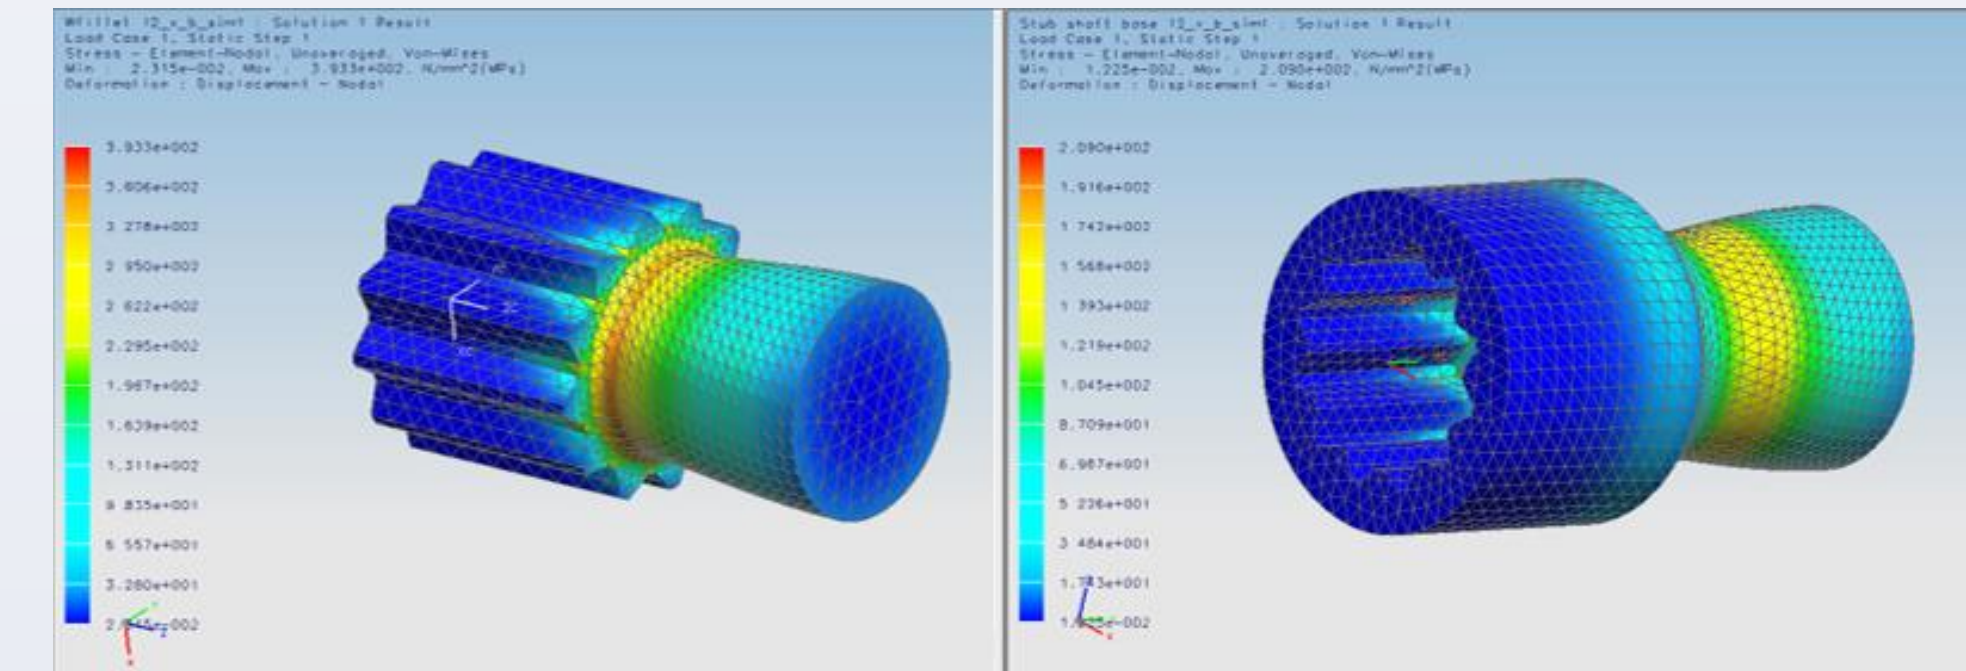 Wfillet 12_x_b_sim1 : Solution 1 Result
Load Case 1, Static Step 1
Stress - Element-Nodal, Unaveraged, Von-Mises
Min : 2.315e-002, Max : 3.933e+002, N/mm^2(MPa)
Deformation : Displacement - Nodal
3.933e+002
3.606e+002
3.278e+002
2.950e+002
2.622e+002
2.295e+002
1.967e+002
1.639e+002
1.311e+002
9.835e+001
6.557e+001
3.280e+001
Stub shaft base 12_x_b_sim1 : Solution 1 Result
Load Case 1, Static Step 1
Stress - Element-Nodal, Unaveraged, Von-Mises
Min : 1.225e-002, Max : 2.090e+002, N/mm^2(MPa)
Deformation : Displacement - Nodal
2.090e+002
1.916e+002
1.742e+002
1.568e+002
1.393e+002
1.219e+002
1.045e+002
8.709e+001
6.967e+001
5.226e+001
3.484e+001
1.743e+001